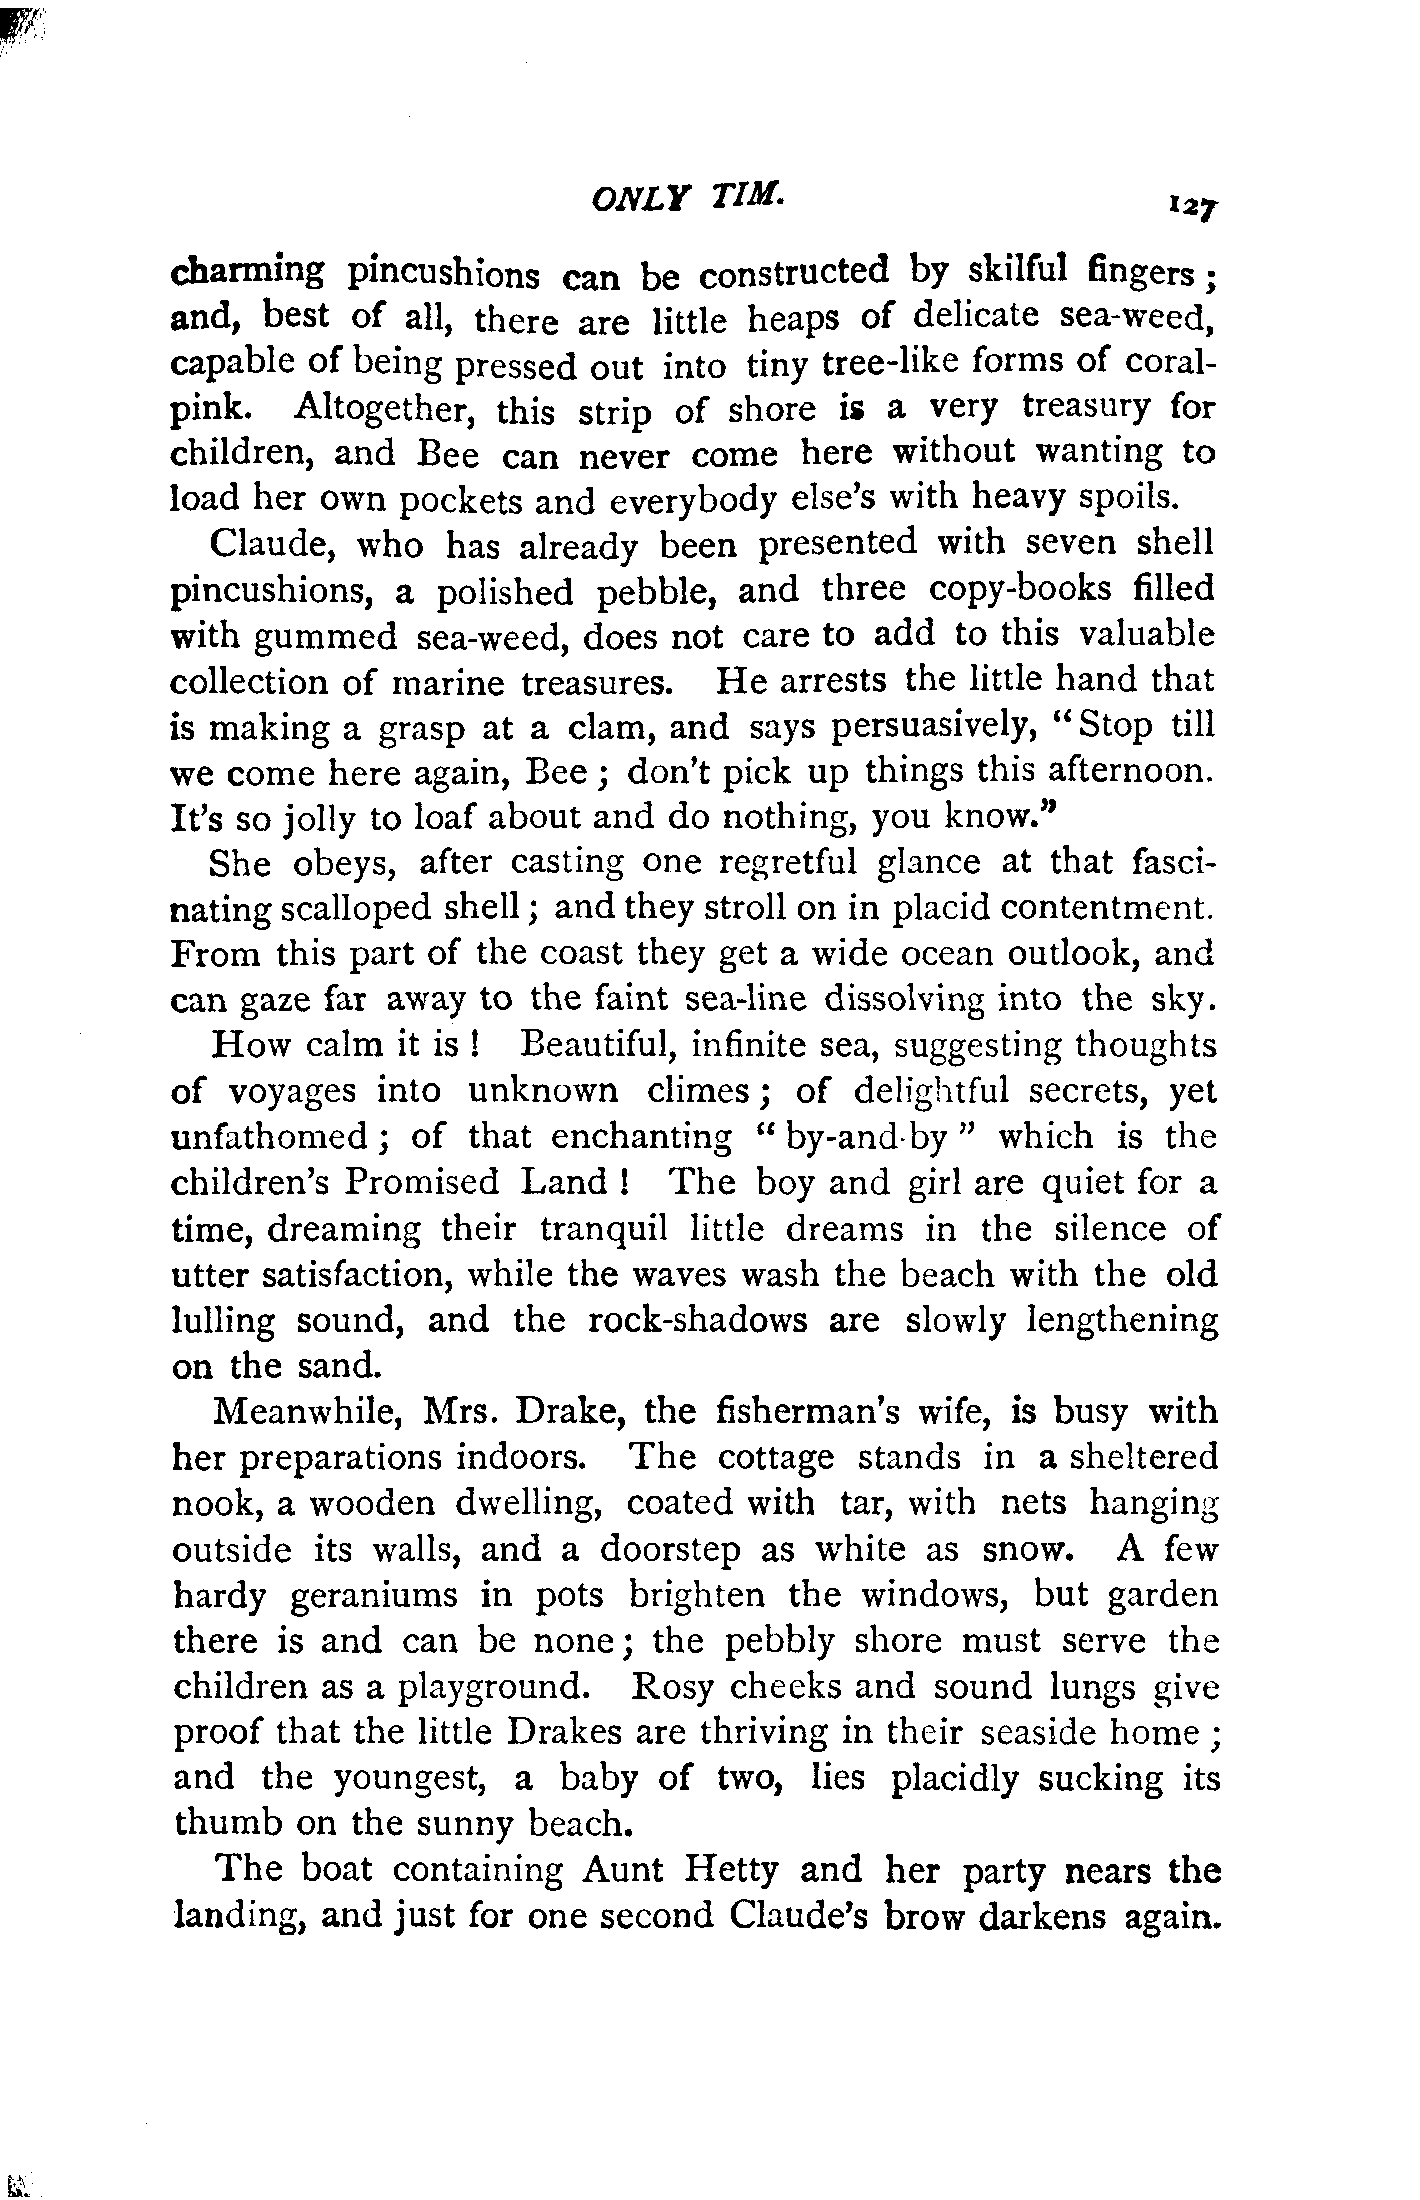 ONLY TIM. 127
charming pincushions can be constructed by skilful fingers ;
and, best of all, there are little heaps of delicate sea-weed,
capable of being pressed out into tiny tree-like forms of coral-
pink. Altogether, this strip of shore is a very treasury for
children, and Bee can never come here without wanting to
load her own pockets and everybody else's with heavy spoils.
Claude, who has already been presented with seven shell
pincushions, a polished pebble, and three copy-books filled
with gummed sea-weed, does not care to add to this valuable
collection of marine treasures. He arrests the little hand that
is making a grasp at a clam, and says persuasively, “ Stop till
we come here again, Bee ; don't pick up things this afternoon.
It's so jolly to loaf about and do nothing, you know.”
She obeys, after casting one regretful glance at that fasci-
nating scalloped shell ; and they stroll on in placid contentment.
From this part of the coast they get a wide ocean outlook, and
can gaze far away to the faint sea-line dissolving into the sky.
How calm it is ! Beautiful, infinite sea, suggesting thoughts
of voyages into unknown climes ; of delightful secrets, yet
unfathomed ; of that enchanting “ by-and-by ” which is the
children's Promised Land ! The boy and girl are quiet for a
time, dreaming their tranquil little dreams in the silence of
utter satisfaction, while the waves wash the beach with the old
lulling sound, and the rock-shadows are slowly lengthening
on the sand.
Meanwhile, Mrs. Drake, the fisherman's wife, is busy with
her preparations indoors. The cottage stands in a sheltered
nook, a wooden dwelling, coated with tar, with nets hanging
outside its walls, and a doorstep as white as snow. A few
hardy geraniums in pots brighten the windows, but garden
there is and can be none ; the pebbly shore must serve the
children as a playground. Rosy cheeks and sound lungs give
proof that the little Drakes are thriving in their seaside home ;
and the youngest, a baby of two, lies placidly sucking its
thumb on the sunny beach.
The boat containing Aunt Hetty and her party nears the
landing, and just for one second Claude's brow darkens again.